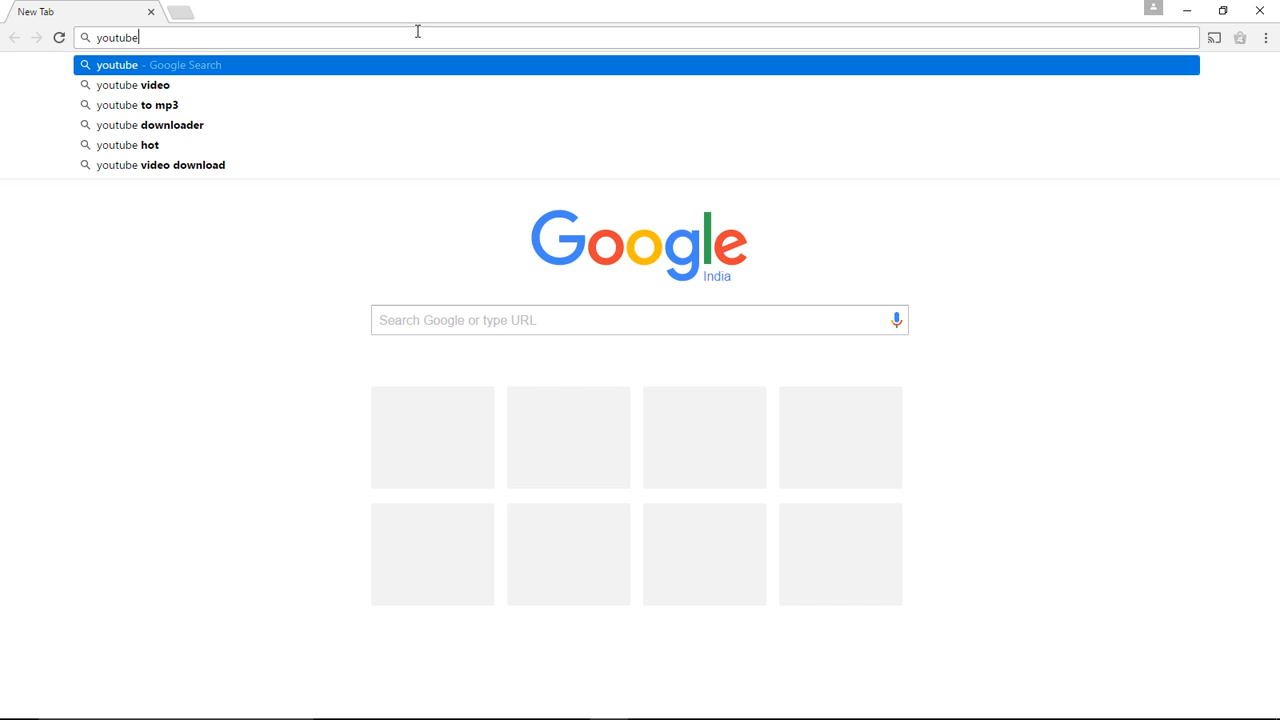 New Tab
youtube
youtube - Google Search
youtube video
youtube to mp3
youtube downloader
youtube hot
youtube video download
Google
India
Search Google or type URL